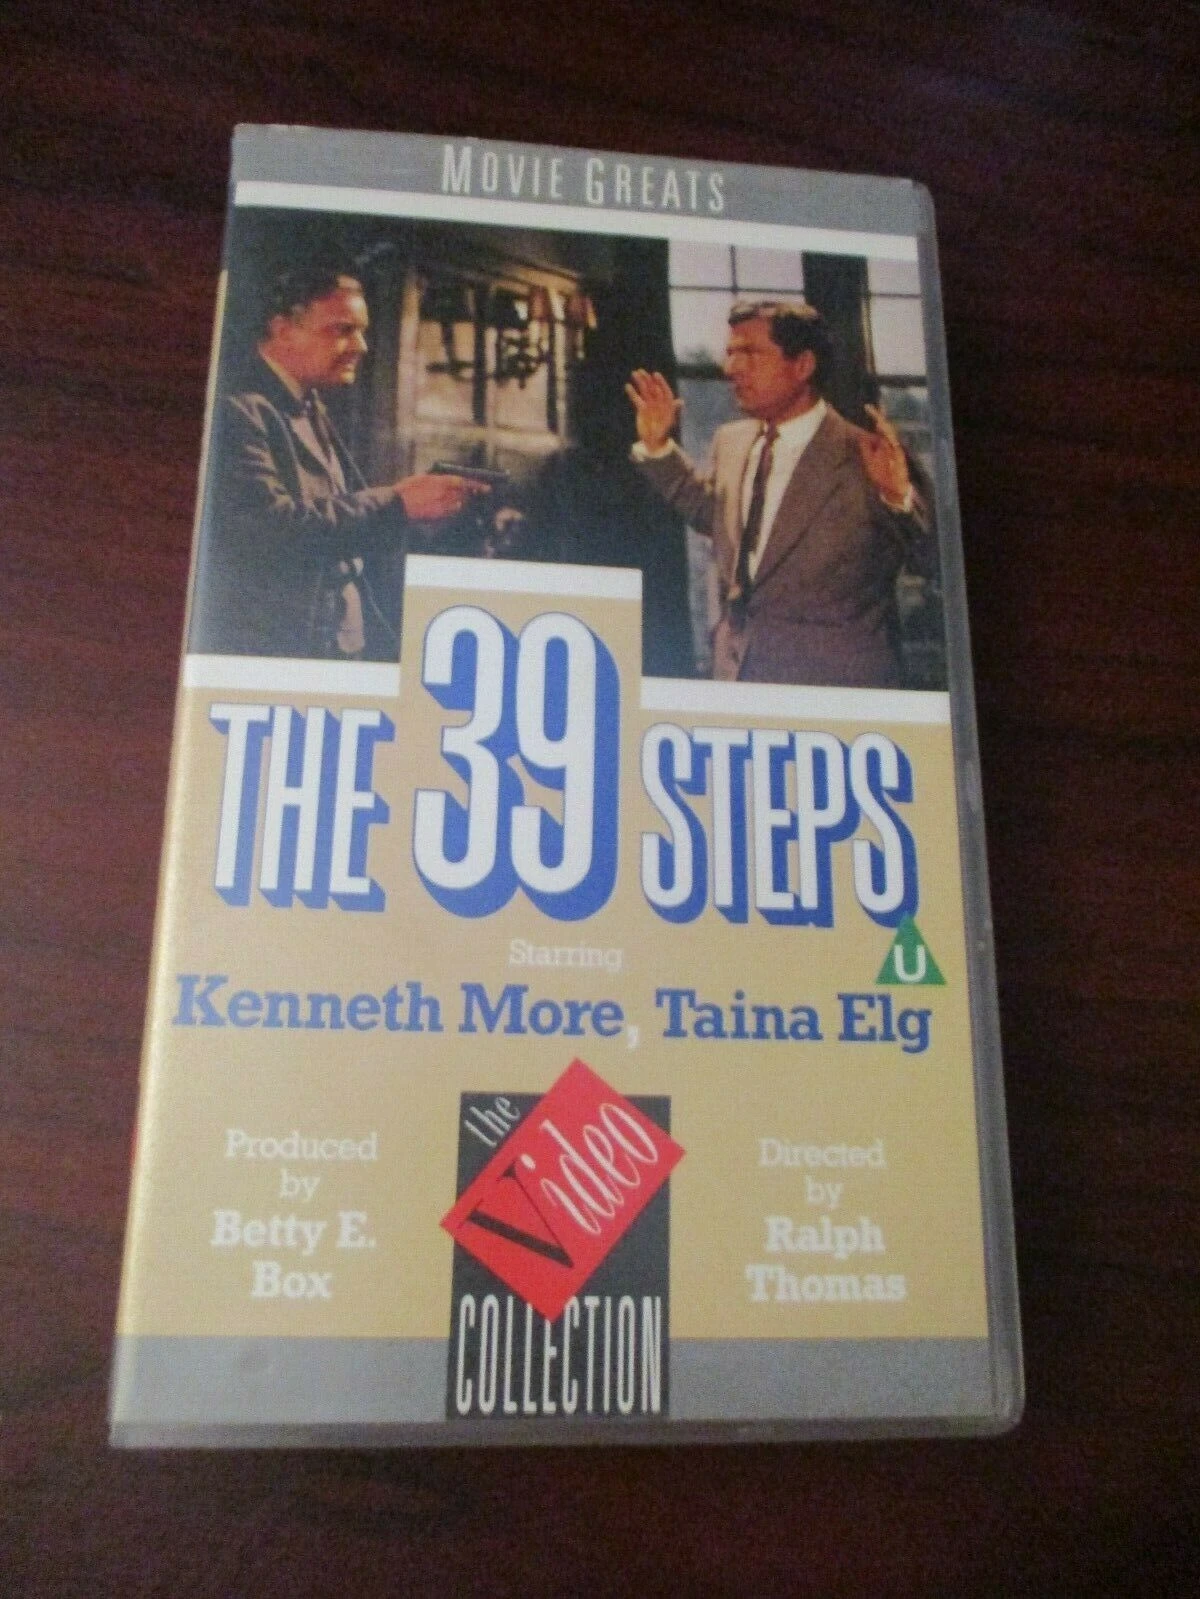 MOVIE GREATS
THE 39 STEPS
U
Starring
Kenneth More, Taina Elg
Produced
by
Betty E.
Box
the
Video
COLLECTION
Directed
by
Ralph
Thomas